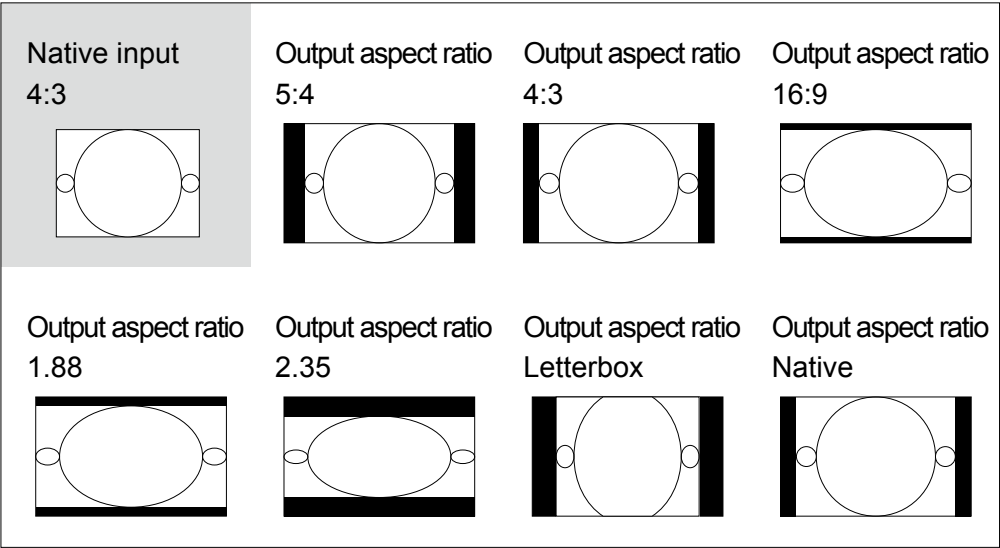 Native input
4:3
Output aspect ratio
5:4
Output aspect ratio
4:3
Output aspect ratio
16:9
Output aspect ratio
1.88
Output aspect ratio
2.35
Output aspect ratio
Letterbox
Output aspect ratio
Native